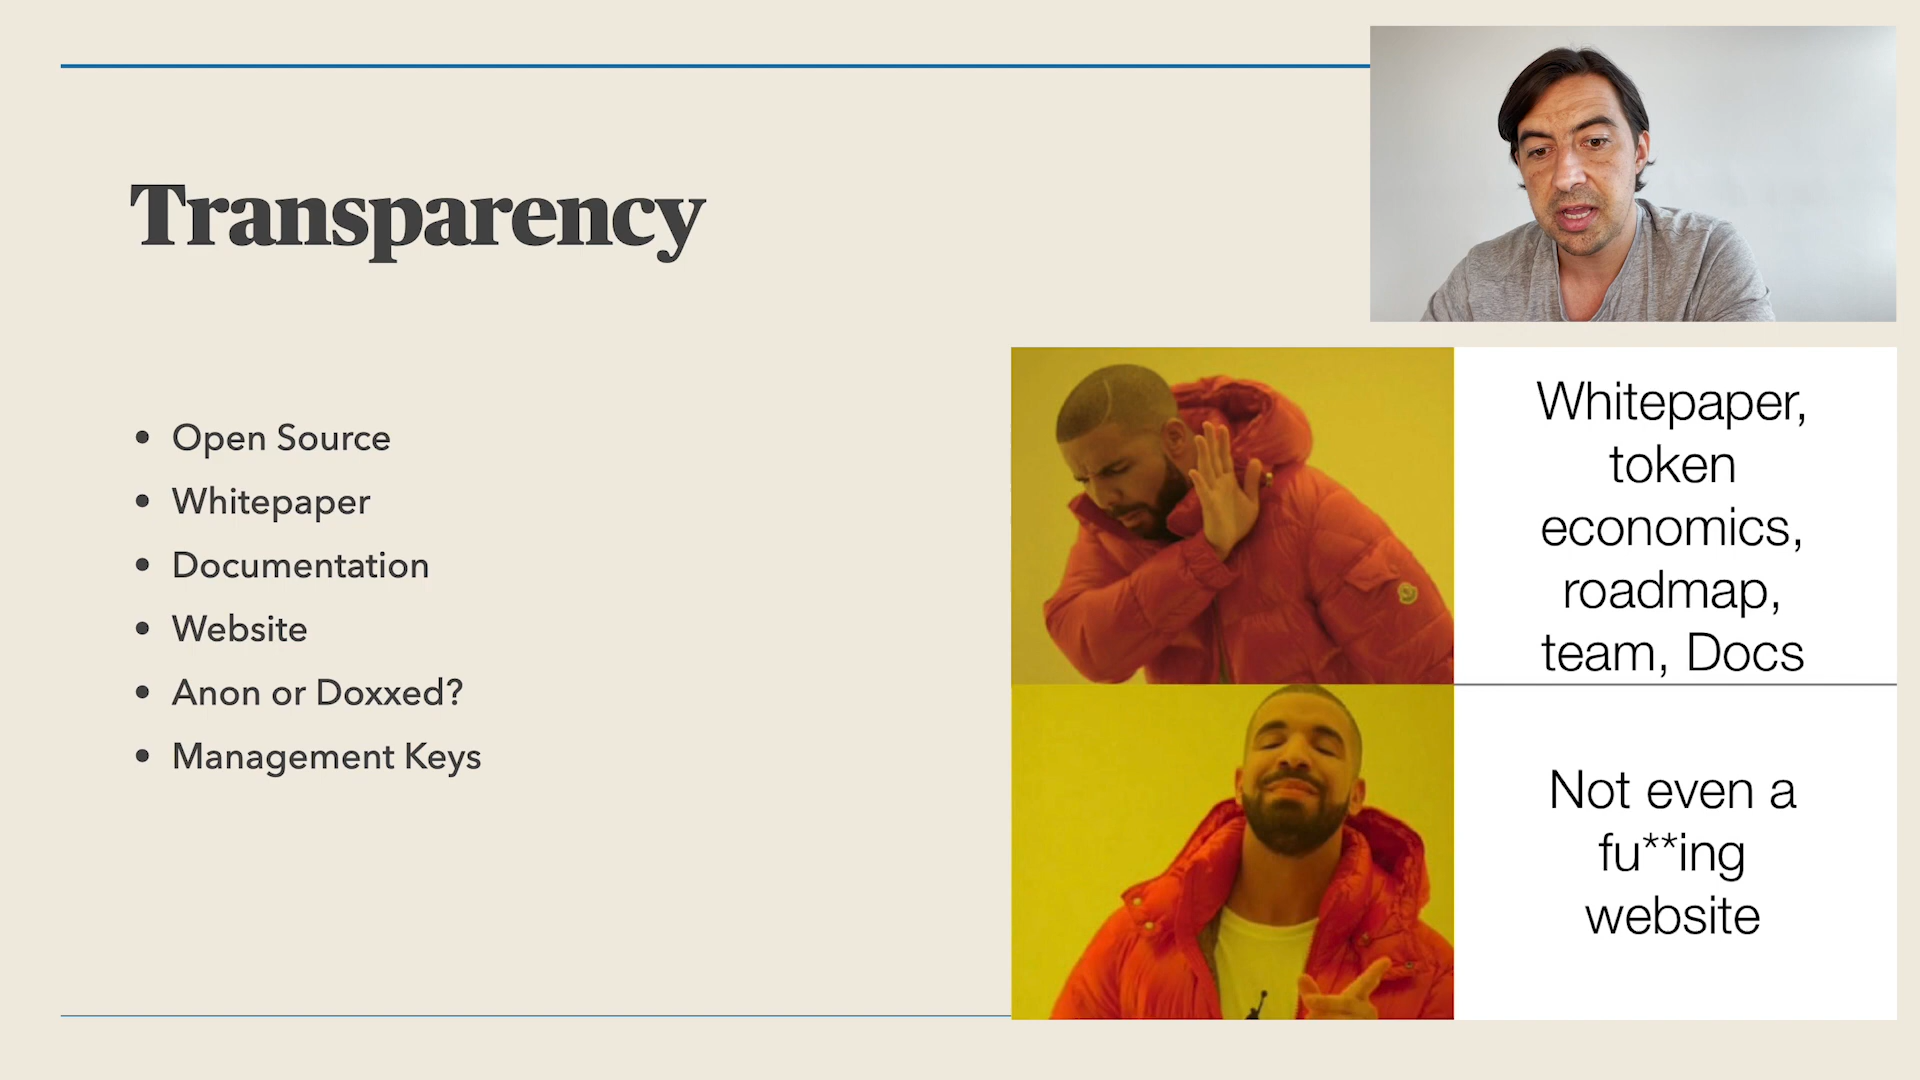 Transparency
• Open Source
• Whitepaper
• Documentation
• Website
• Anon or Doxxed?
• Management Keys
Whitepaper,
token
economics,
roadmap,
team, Docs
Not even a
fu**ing
website